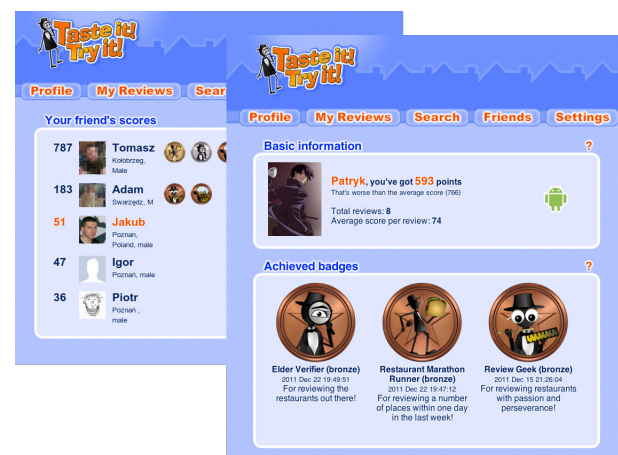 Taste it!
Try it!
Profile
My Reviews
Sear
Your friend's scores
787
Tomasz
Kołobrzeg,
Male
183
Adam
Swarzędz, M
51
Jakub
Poznan,
Poland, male
47
Igor
Poznań, male
36
Piotr
Poznan ,
male
Taste it!
Try it!
Profile
My Reviews
Search
Friends
Settings
Basic information
?
Patryk, you've got 593 points
That's worse than the average score (766)
Total reviews: 8
Average score per review: 74
Achieved badges
?
Elder Verifier (bronze)
2011 Dec 22 19:49:51
For reviewing the
restaurants out there!
Restaurant Marathon
Runner (bronze)
2011 Dec 22 19:47:12
For reviewing a number
of places within one day
in the last week!
Review Geek (bronze)
2011 Dec 15 21:26:04
For reviewing restaurants
with passion and
perseverance!